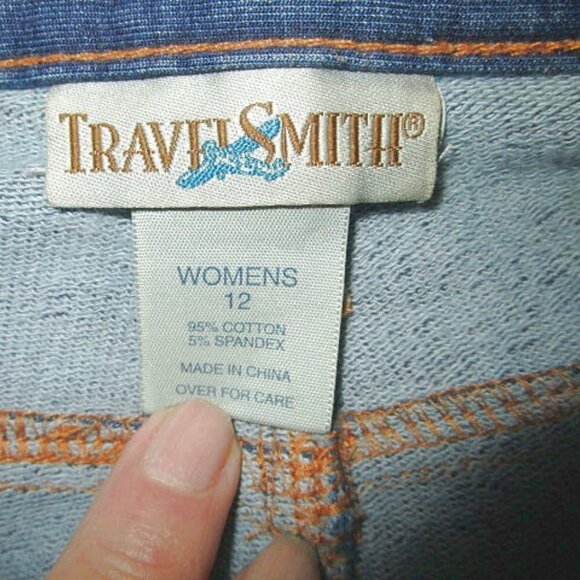 TRAVELSMITH®
WOMENS
12
95% COTTON
5% SPANDEX
MADE IN CHINA
OVER FOR CARE